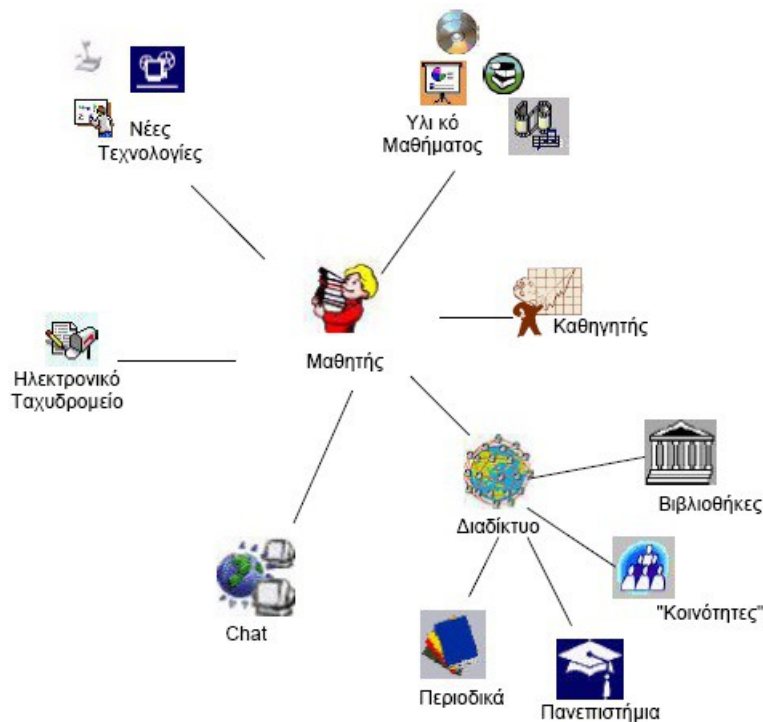 Νέες
Τεχνολογίες
Υλι κό
Μαθήματος
Καθηγητής
Μαθητής
Ηλεκτρονικό
Ταχυδρομείο
Βιβλιοθήκες
Διαδίκτυο
"Κοινότητες"
Chat
Περιοδικά
Πανεπιστήμια